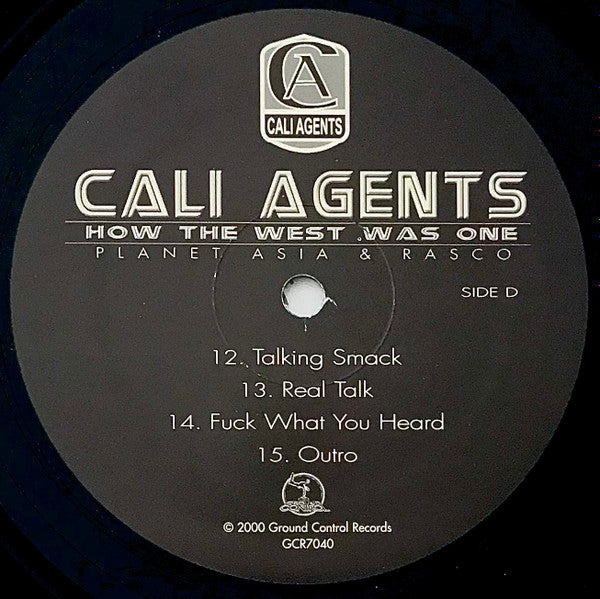 CA
CALI AGENTS
CALI AGENTS
HOW THE WEST WAS ONE
PLANET ASIA & RASCO
SIDE D
12. Talking Smack
13. Real Talk
14. Fuck What You Heard
15. Outro
© 2000 Ground Control Records
GCR7040